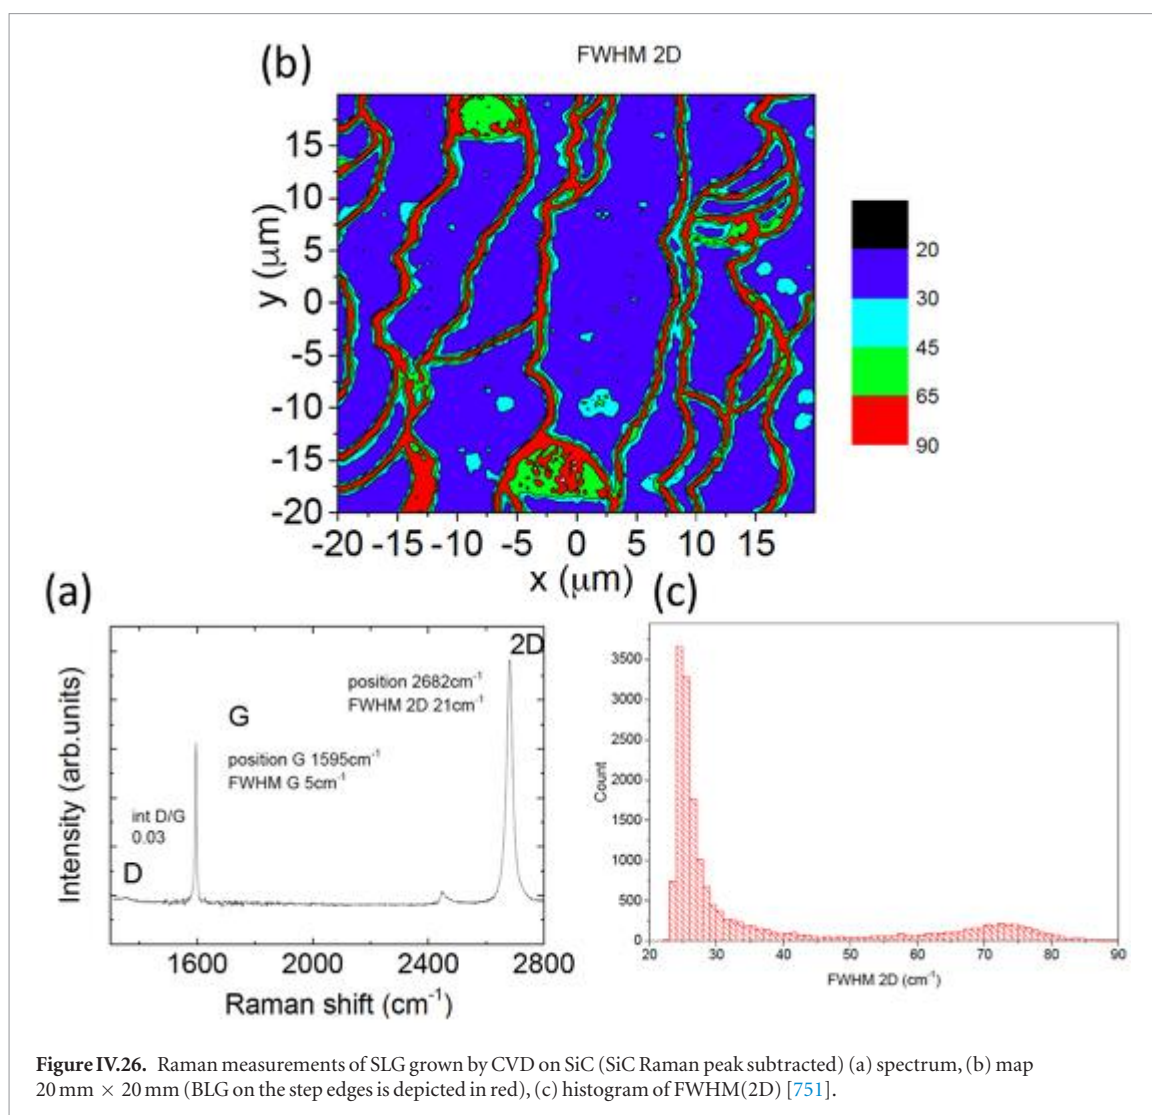 (b)
FWHM 2D
15
10
5
0
-5
-10
-15
-20
y (μm)
-20 -15 -10 -5 0 5 10 15
x (μm)
20
30
45
65
90
(a)
2D
position 2682cm⁻¹
FWHM 2D 21cm⁻¹
G
position G 1595cm⁻¹
FWHM G 5cm⁻¹
int D/G
0.03
D
Intensity (arb.units)
1600 2000 2400 2800
Raman shift (cm⁻¹)
(c)
3500
3000
2500
2000
1500
1000
500
0
Count
20 30 40 50 60 70 80 90
FWHM 2D (cm⁻¹)
Figure IV.26. Raman measurements of SLG grown by CVD on SiC (SiC Raman peak subtracted) (a) spectrum, (b) map
20 mm × 20 mm (BLG on the step edges is depicted in red), (c) histogram of FWHM(2D) [751].